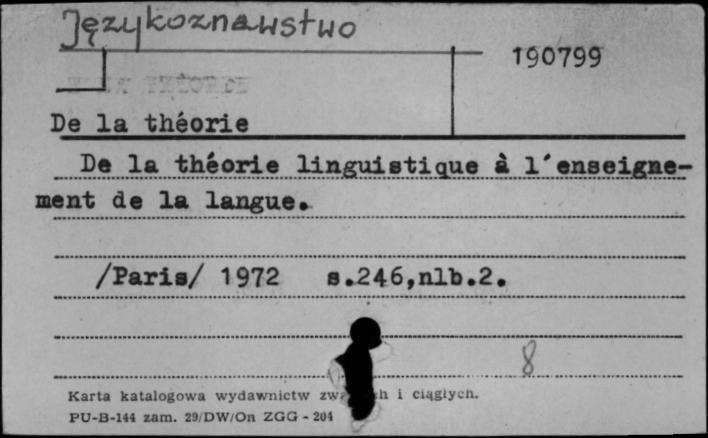 Językoznawstwo
190799
De la théorie
De la théorie linguistique à l'enseigne-
ment de la langue.
/Paris/ 1972 s.246,nlb.2.
8
Karta katalogowa wydawnictw i ciągłych.
PU-B-144 zam. 29/DW/On ZGG - 204